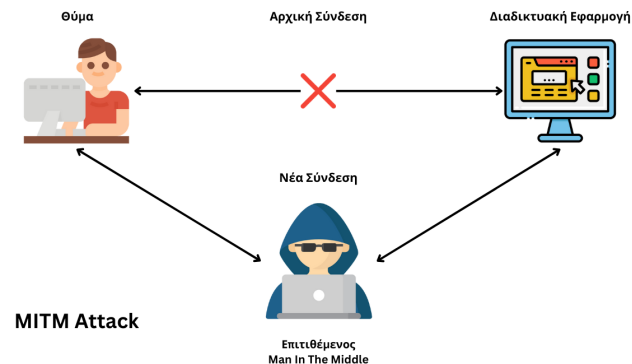 Θύμα
Αρχική Σύνδεση
Διαδικτυακή Εφαρμογή
Νέα Σύνδεση
MITM Attack
Επιτιθέμενος
Man In The Middle